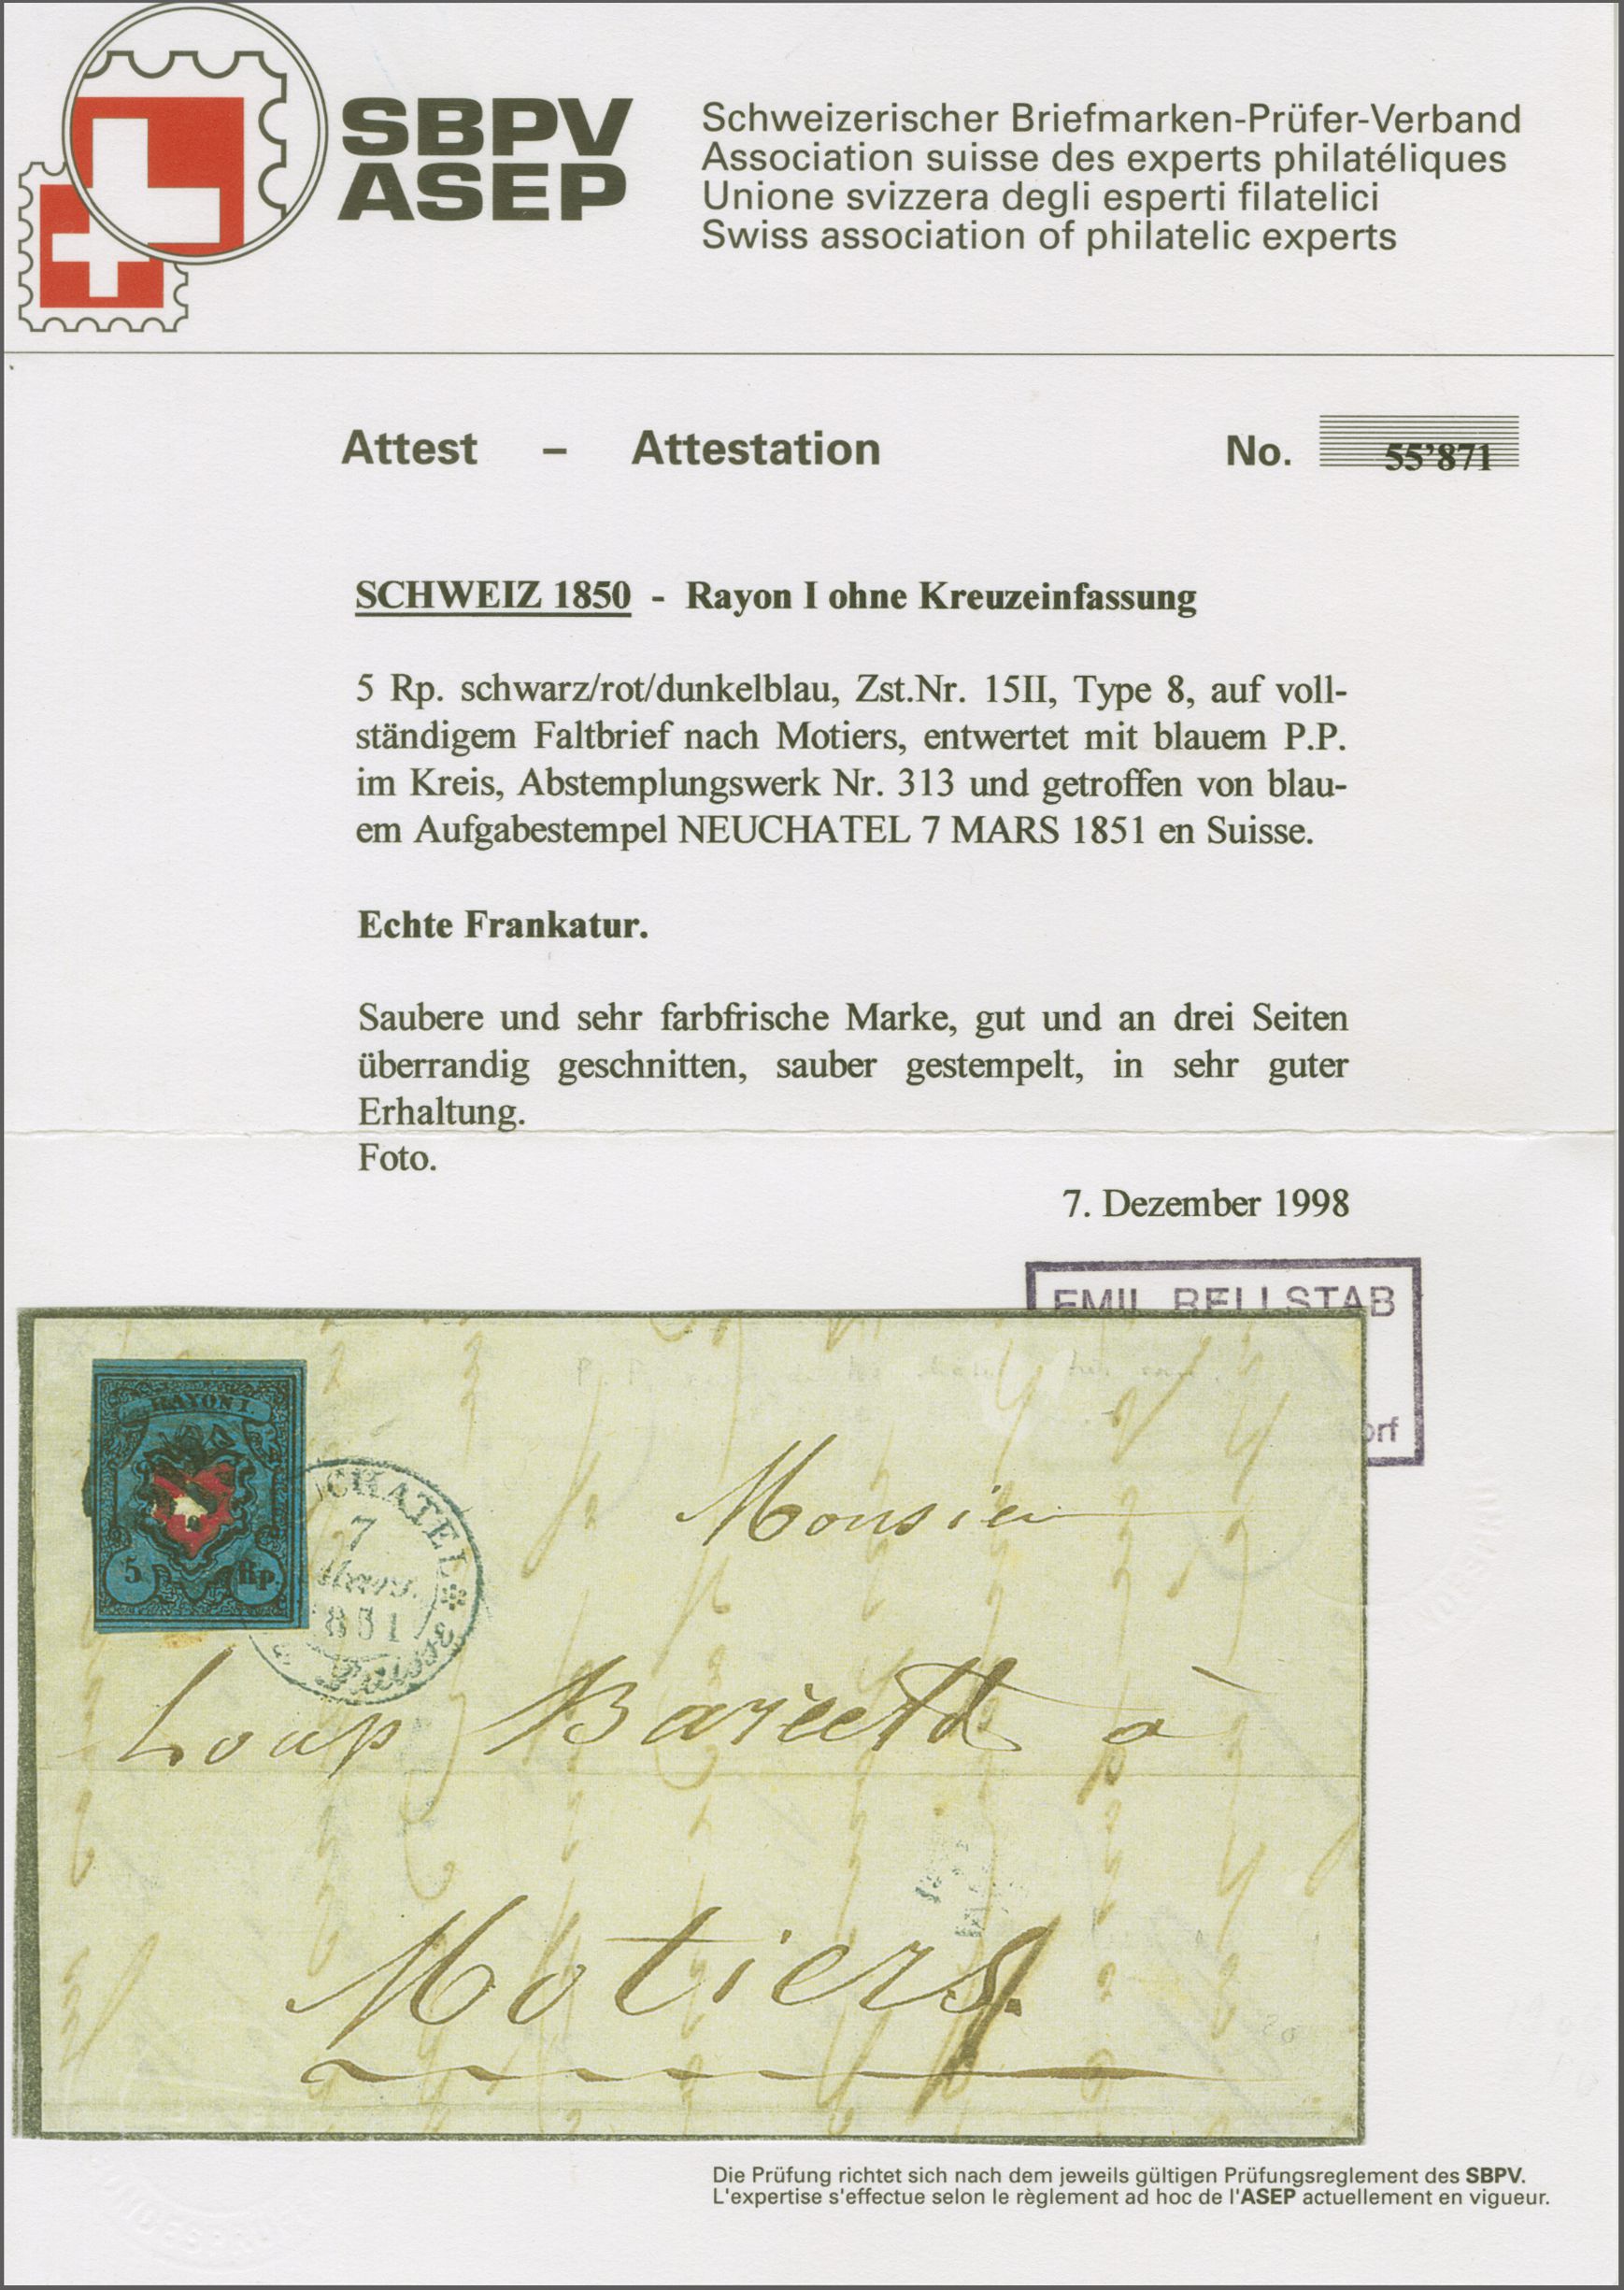 SBPV
ASEP
Schweizerischer Briefmarken-Prüfer-Verband
Association suisse des experts philatéliques
Unione svizzera degli esperti filatelici
Swiss association of philatelic experts
Attest – Attestation No. 55’871
SCHWEIZ 1850 - Rayon I ohne Kreuzeinfassung
5 Rp. schwarz/rot/dunkelblau, Zst.Nr. 15II, Type 8, auf voll-
ständigem Faltbrief nach Motiers, entwertet mit blauem P.P.
im Kreis, Abstemplungswerk Nr. 313 und getroffen von blau-
em Aufgabestempel NEUCHATEL 7 MARS 1851 en Suisse.
Echte Frankatur.
Saubere und sehr farbfrische Marke, gut und an drei Seiten
überrandig geschnitten, sauber gestempelt, in sehr guter
Erhaltung.
Foto.
7. Dezember 1998
EMIL RELLSTAB
orf
RAYON I.
5 Rp.
CHATEL
7
Mars
851
Suisse
Monsieur
Loup à
Motiers.
Die Prüfung richtet sich nach dem jeweils gültigen Prüfungsreglement des SBPV.
L'expertise s'effectue selon le règlement ad hoc de l'ASEP actuellement en vigueur.